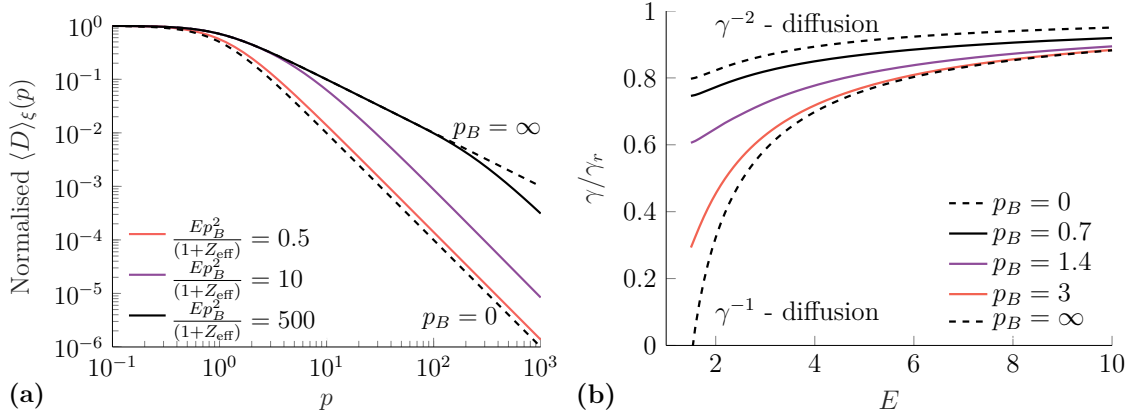 Normalised ⟨D⟩_ξ(p)
10^0
10^−1
10^−2
10^−3
10^−4
10^−5
10^−6
p_B = ∞
p_B = 0
Ep_B^2/(1+Z_eff) = 0.5
Ep_B^2/(1+Z_eff) = 10
Ep_B^2/(1+Z_eff) = 500
10^−1 10^0 10^1 10^2 10^3
p
(a)
γ/γ_r
1
0.8
0.6
0.4
0.2
0
γ^−2 - diffusion
γ^−1 - diffusion
p_B = 0
p_B = 0.7
p_B = 1.4
p_B = 3
p_B = ∞
2 4 6 8 10
E
(b)